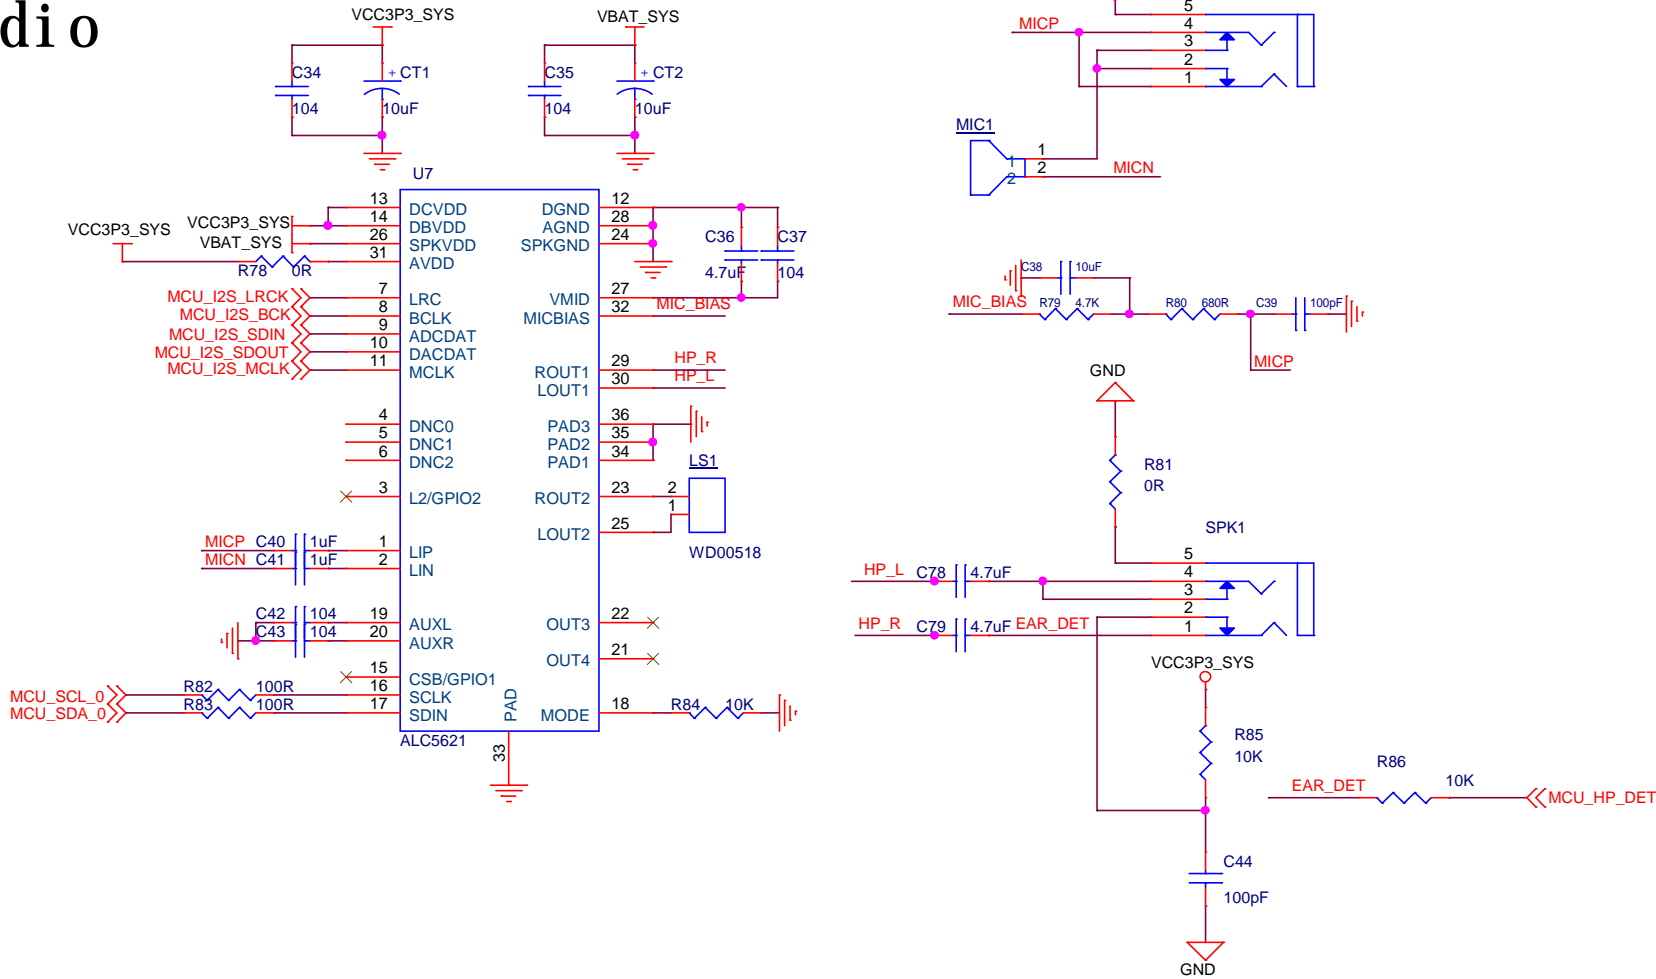 dio
VCC3P3_SYS
C34
104
+ CT1
10uF
VBAT_SYS
C35
104
+ CT2
10uF
MICP
5
4
3
2
1
MIC1
1
2
1
2
MICN
U7
VCC3P3_SYS
VCC3P3_SYS
VBAT_SYS
R78 0R
13 DCVDD
14 DBVDD
26 SPKVDD
31 AVDD
MCU_I2S_LRCK 7 LRC
MCU_I2S_BCK 8 BCLK
MCU_I2S_SDIN 9 ADCDAT
MCU_I2S_SDOUT 10 DACDAT
MCU_I2S_MCLK 11 MCLK
4 DNC0
5 DNC1
6 DNC2
3 L2/GPIO2
MICP C40 1uF 1 LIP
MICN C41 1uF 2 LIN
C42 104 19 AUXL
C43 104 20 AUXR
15 CSB/GPIO1
MCU_SCL_0 R82 100R 16 SCLK
MCU_SDA_0 R83 100R 17 SDIN
ALC5621
PAD
33
DGND 12
AGND 28
SPKGND 24
C36
4.7uF
C37
104
VMID 27
MICBIAS 32 MIC_BIAS
ROUT1 29 HP_R
LOUT1 30 HP_L
PAD3 36
PAD2 35
PAD1 34
LS1
ROUT2 23 2
LOUT2 25 1
WD00518
OUT3 22
OUT4 21
MODE 18 R84 10K
C38 10uF
MIC_BIAS R79 4.7K R80 680R C39 100pF
MICP
GND
R81
0R
SPK1
5
4
3
2
1
HP_L C78 4.7uF
HP_R C79 4.7uF EAR_DET
VCC3P3_SYS
R85
10K
EAR_DET R86 10K MCU_HP_DET
C44
100pF
GND